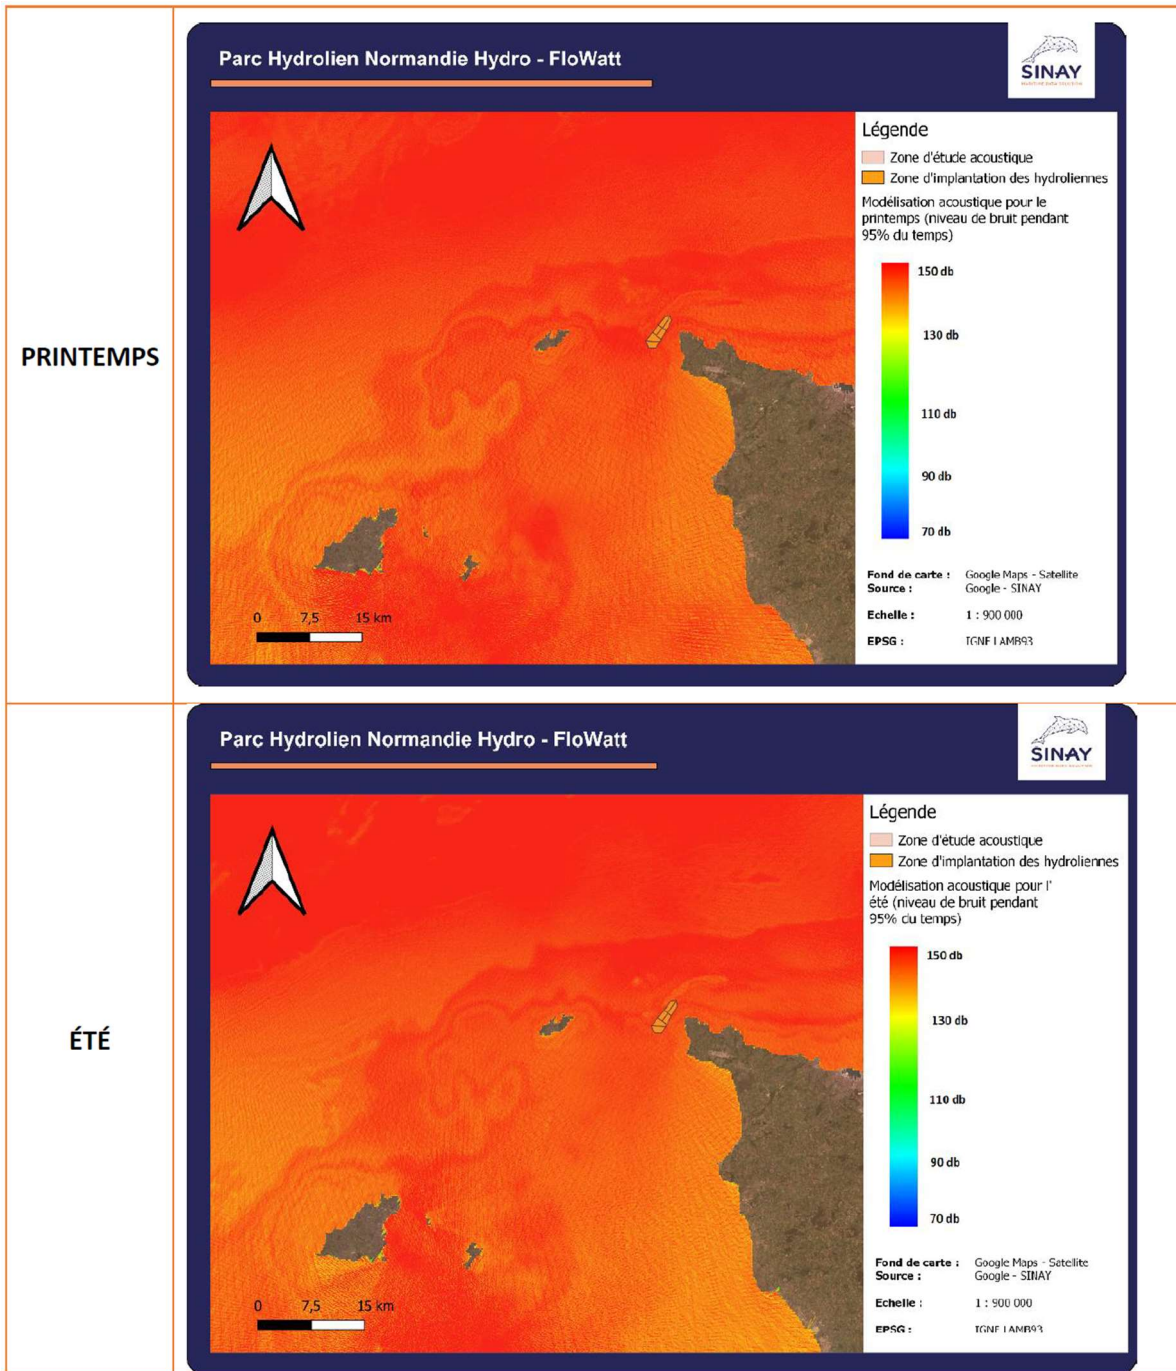 PRINTEMPS
Parc Hydrolien Normandie Hydro - FloWatt
SINAY
Légende
Zone d'étude acoustique
Zone d'implantation des hydroliennes
Modélisation acoustique pour le
printemps (niveau de bruit pendant
95% du temps)
150 db
130 db
110 db
90 db
70 db
Fond de carte : Google Maps - Satellite
Source : Google - SINAY
Echelle : 1 : 900 000
EPSG : IGNF LAMB93
0 7,5 15 km
ÉTÉ
Parc Hydrolien Normandie Hydro - FloWatt
SINAY
Légende
Zone d'étude acoustique
Zone d'implantation des hydroliennes
Modélisation acoustique pour l'
été (niveau de bruit pendant
95% du temps)
150 db
130 db
110 db
90 db
70 db
Fond de carte : Google Maps - Satellite
Source : Google - SINAY
Echelle : 1 : 900 000
EPSG : IGNF LAMB93
0 7,5 15 km